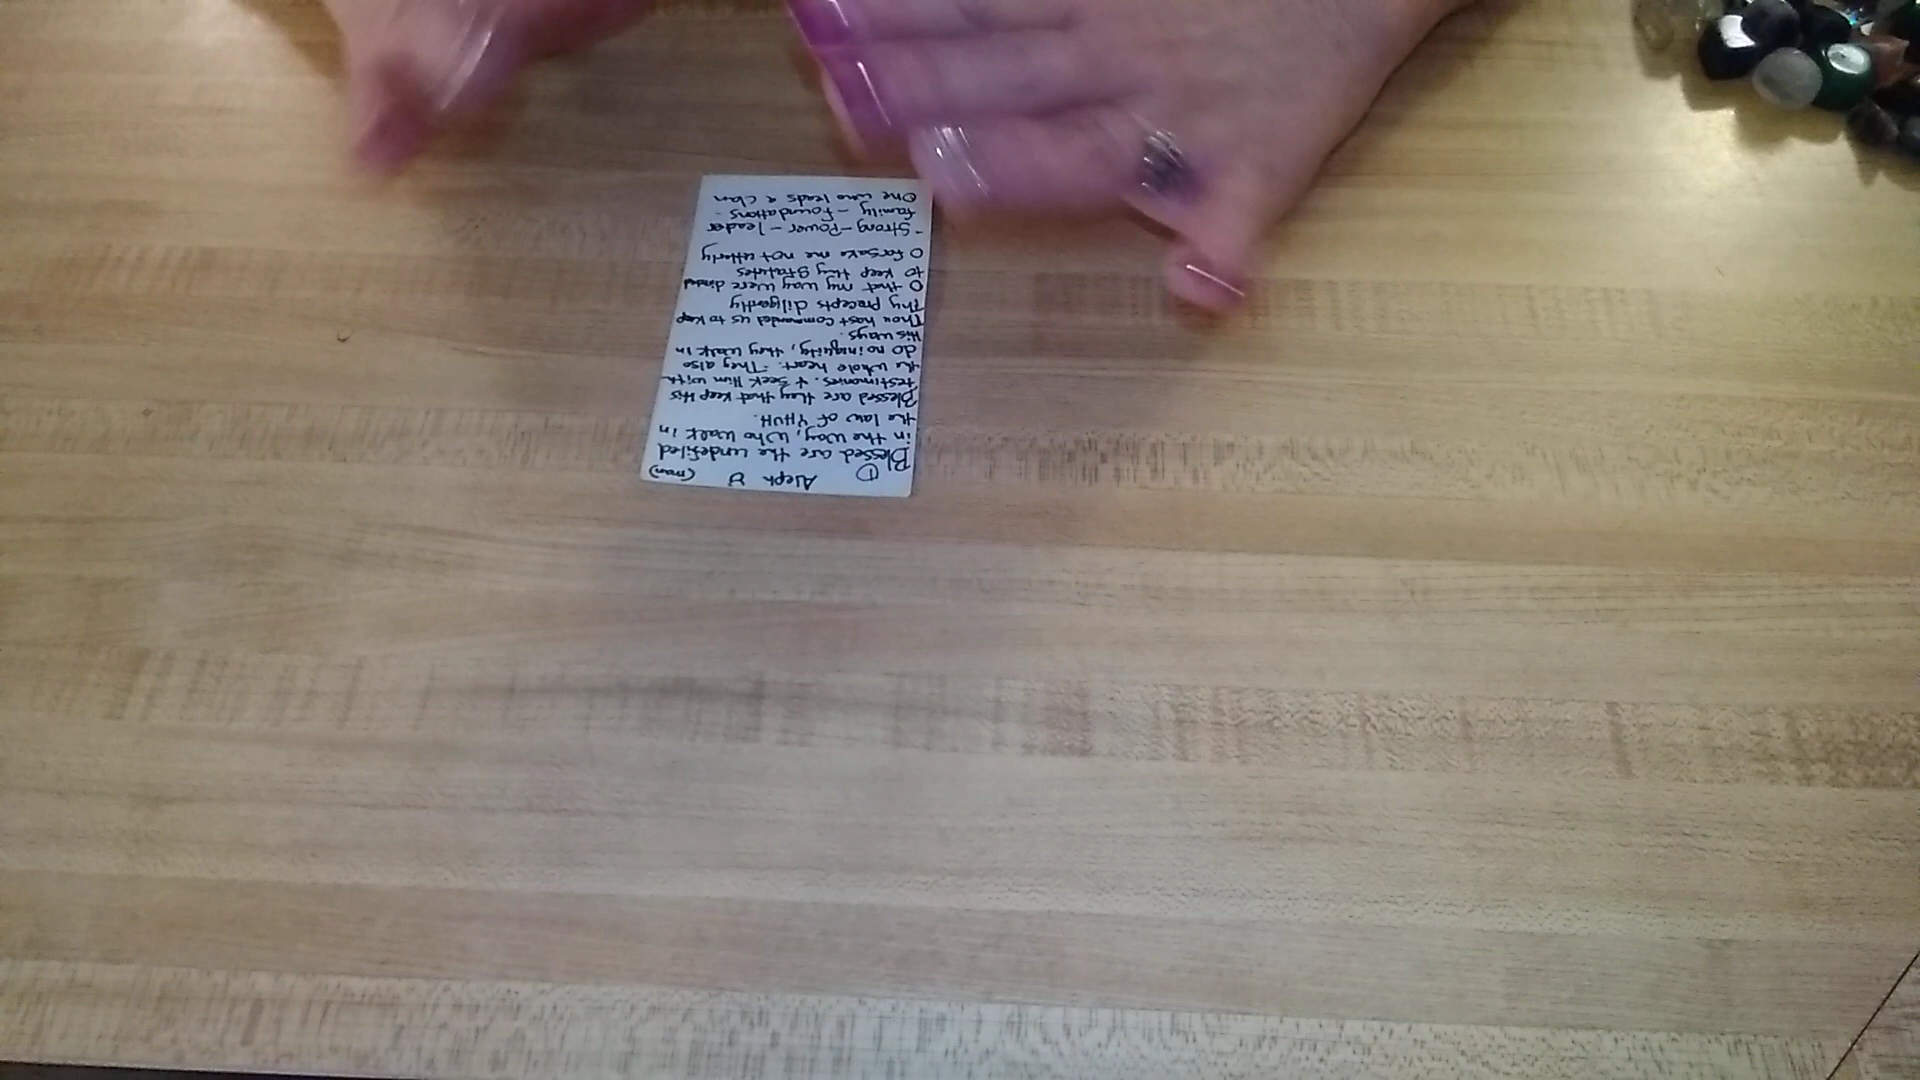 ① Aleph (man)
Blessed are the undefiled
in the way, who walk in
the law of YHVH.
Blessed are they that keep His
testimonies. + Seek Him with
the whole heart. They also
do no iniquity, they walk in
His ways.
Thou hast commanded us to keep
Thy Precepts diligently
O that my way were directed
to keep thy statutes
O forsake me not utterly
-Strong-Power-leader
family-Foundations-
One who leads a clan